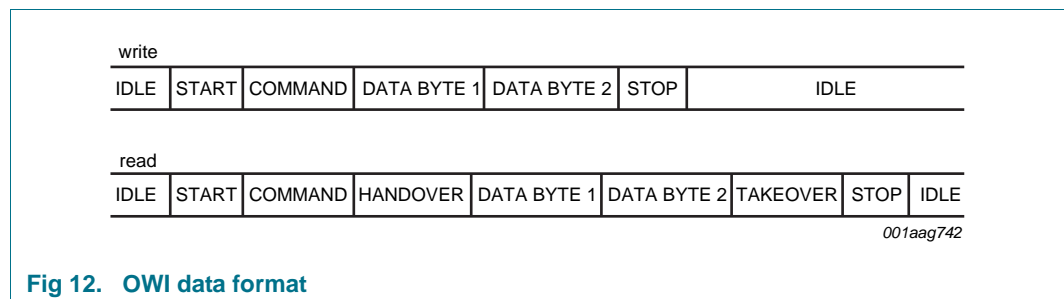 write
IDLE START COMMAND DATA BYTE 1 DATA BYTE 2 STOP IDLE
read
IDLE START COMMAND HANDOVER DATA BYTE 1 DATA BYTE 2 TAKEOVER STOP IDLE
001aag742
Fig 12. OWI data format